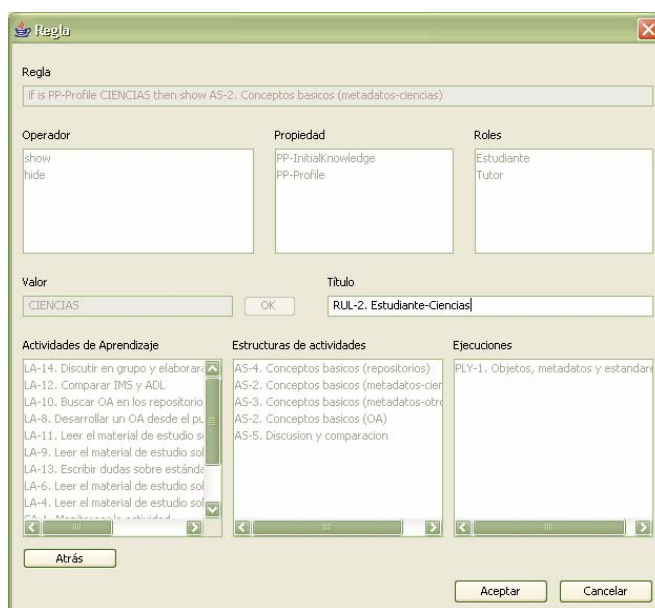 Regla
Regla
if is PP-Profile CIENCIAS then show AS-2. Conceptos basicos (metadatos-ciencias)
Operador
show
hide
Propiedad
PP-InitialKnowledge
PP-Profile
Roles
Estudiante
Tutor
Valor
CIENCIAS
OK
Título
RUL-2. Estudiante-Ciencias
Actividades de Aprendizaje
LA-14. Discutir en grupo y elaborar
LA-12. Comparar IMS y ADL
LA-10. Buscar OA en los repositorio
LA-8. Desarrollar un OA desde el pu
LA-11. Leer el material de estudio s
LA-9. Leer el material de estudio sol
LA-13. Escribir dudas sobre estánda
LA-6. Leer el material de estudio sol
LA-4. Leer el material de estudio sol
Estructuras de actividades
AS-4. Conceptos basicos (repositorios)
AS-2. Conceptos basicos (metadatos-cien
AS-3. Conceptos basicos (metadatos-otro
AS-2. Conceptos basicos (OA)
AS-5. Discusion y comparacion
Ejecuciones
PLY-1. Objetos, metadatos y estandare
Atrás
Aceptar
Cancelar